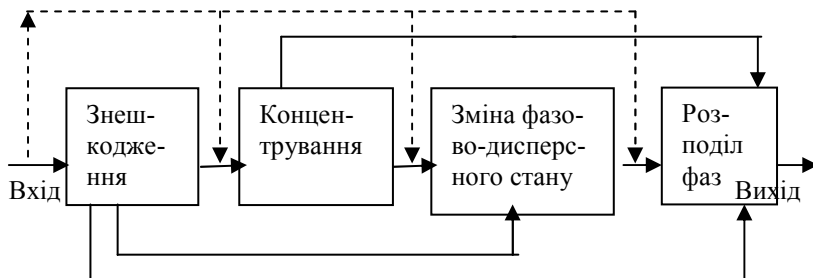 Знеш-
кодже-
ння
Концен-
трування
Зміна фазо-
во-дисперс-
ного стану
Роз-
поділ
фаз
Вхід
Вихід